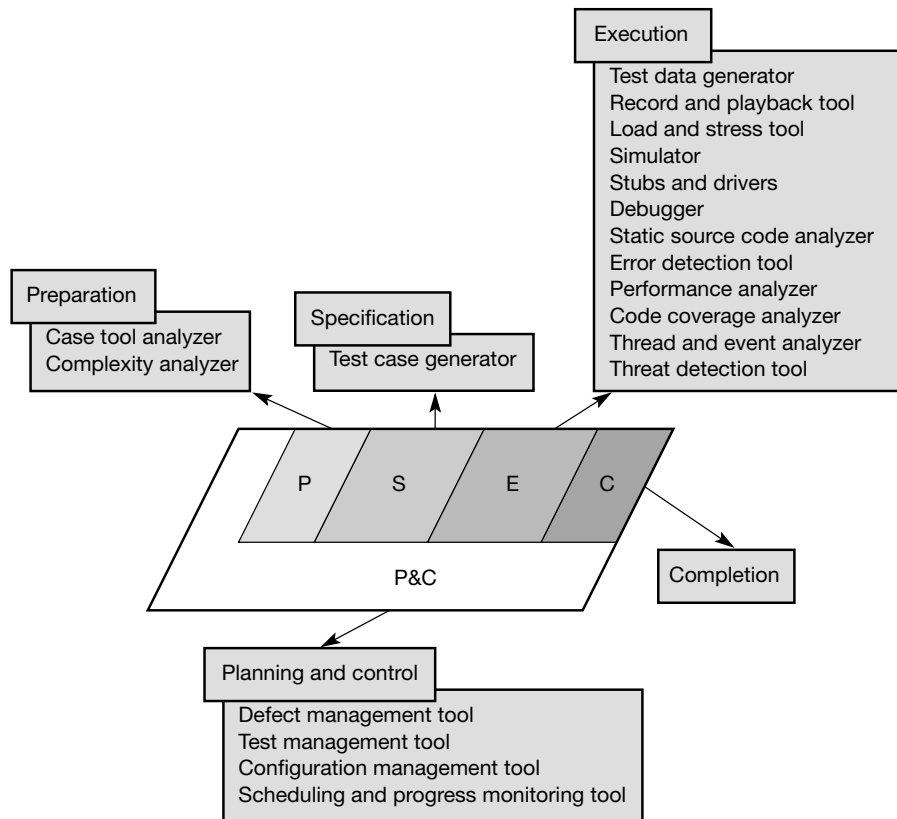 Execution
Test data generator
Record and playback tool
Load and stress tool
Simulator
Stubs and drivers
Debugger
Static source code analyzer
Error detection tool
Performance analyzer
Code coverage analyzer
Thread and event analyzer
Threat detection tool
Preparation
Case tool analyzer
Complexity analyzer
Specification
Test case generator
P
S
E
C
P&C
Completion
Planning and control
Defect management tool
Test management tool
Configuration management tool
Scheduling and progress monitoring tool